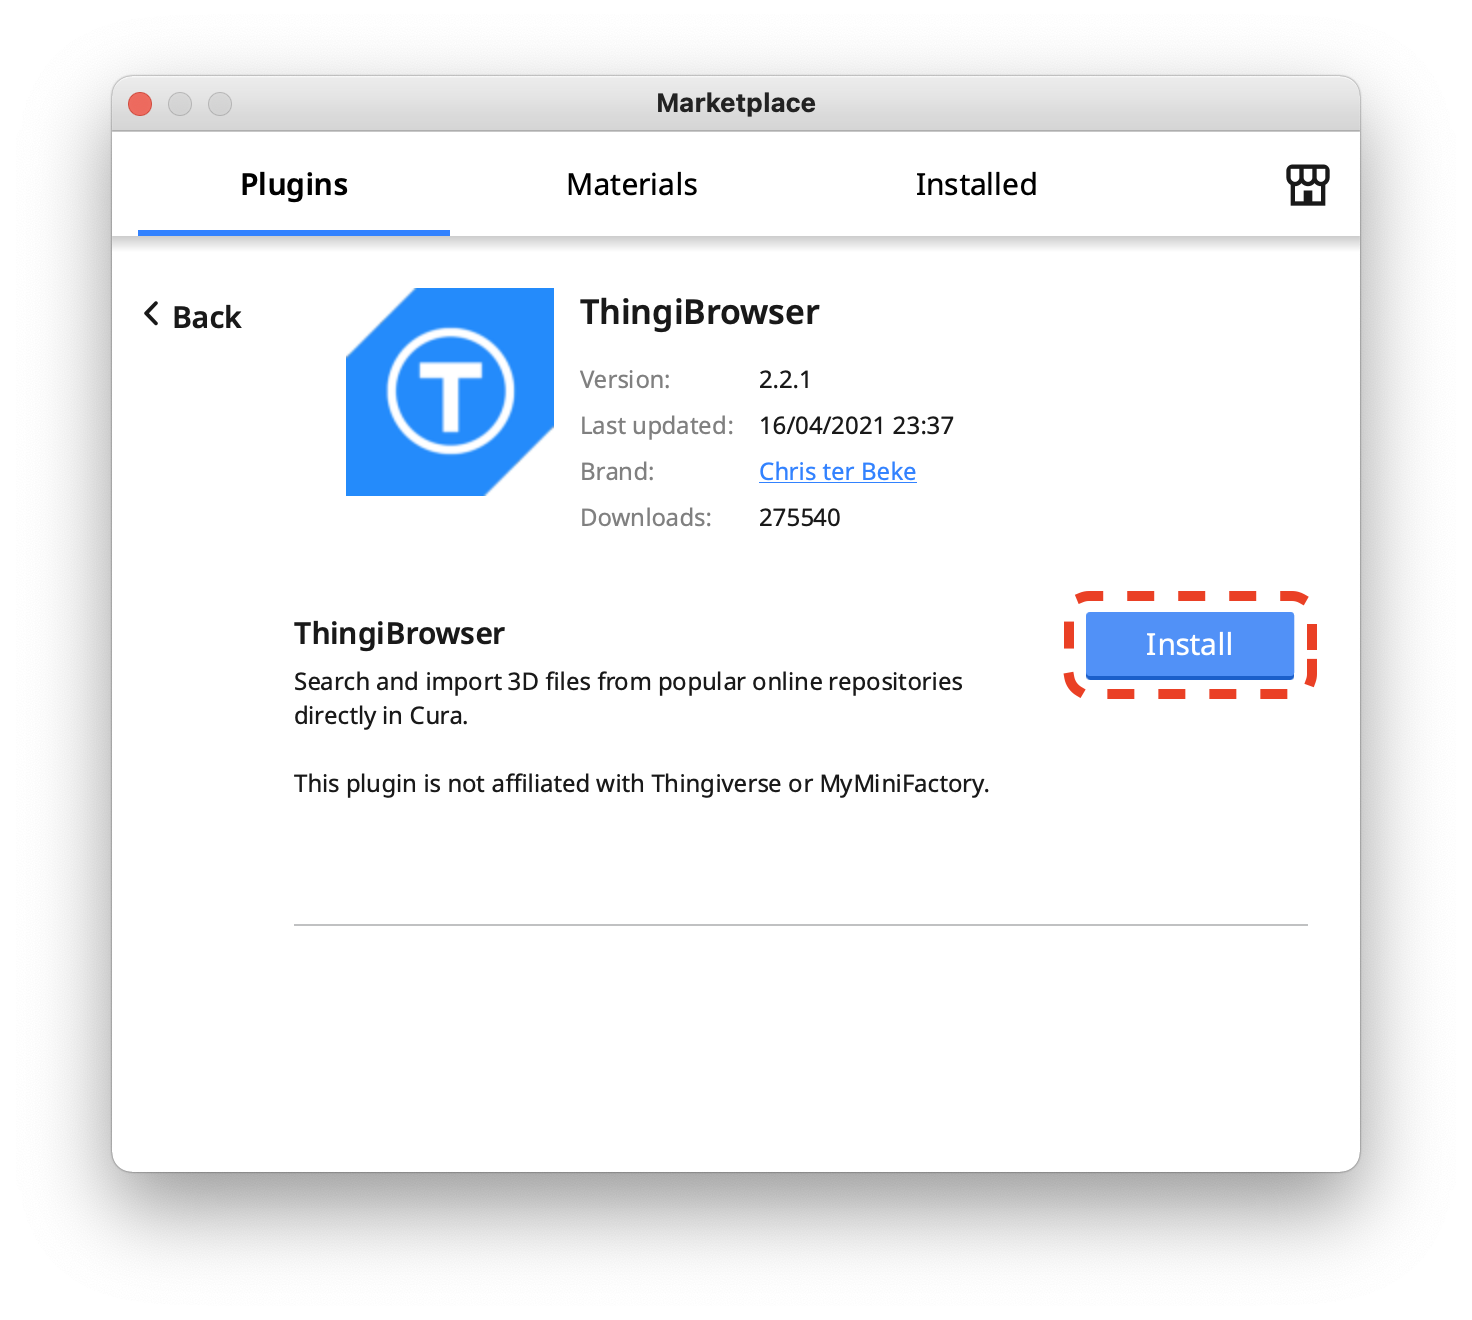 Marketplace
Plugins
Materials
Installed
Back
T
ThingiBrowser
Version: 2.2.1
Last updated: 16/04/2021 23:37
Brand: Chris ter Beke
Downloads: 275540
ThingiBrowser
Install
Search and import 3D files from popular online repositories
directly in Cura.
This plugin is not affiliated with Thingiverse or MyMiniFactory.